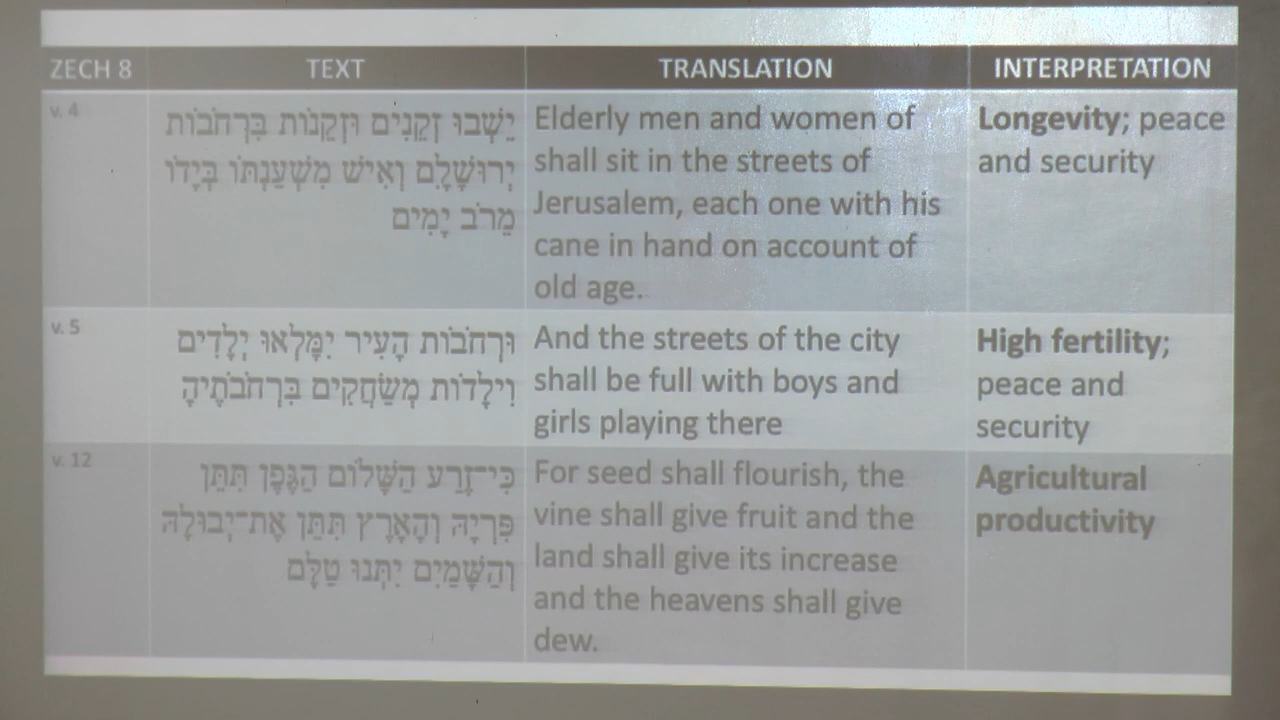 ZECH 8 TEXT TRANSLATION INTERPRETATION
v. 4
יֵשְׁבוּ זְקֵנִים וּזְקֵנוֹת בִּרְחֹבוֹת
יְרוּשָׁלִָם וְאִישׁ מִשְׁעַנְתּוֹ בְּיָדוֹ
מֵרֹב יָמִים
Elderly men and women of
shall sit in the streets of
Jerusalem, each one with his
cane in hand on account of
old age.
Longevity; peace
and security
v. 5
וּרְחֹבוֹת הָעִיר יִמָּלְאוּ יְלָדִים
וִילָדוֹת מְשַׂחֲקִים בִּרְחֹבֹתֶיהָ
And the streets of the city
shall be full with boys and
girls playing there
High fertility;
peace and
security
v. 12
כִּי־זֶרַע הַשָּׁלוֹם הַגֶּפֶן תִּתֵּן
פִּרְיָהּ וְהָאָרֶץ תִּתֵּן אֶת־יְבוּלָהּ
וְהַשָּׁמַיִם יִתְּנוּ טַלָּם
For seed shall flourish, the
vine shall give fruit and the
land shall give its increase
and the heavens shall give
dew.
Agricultural
productivity